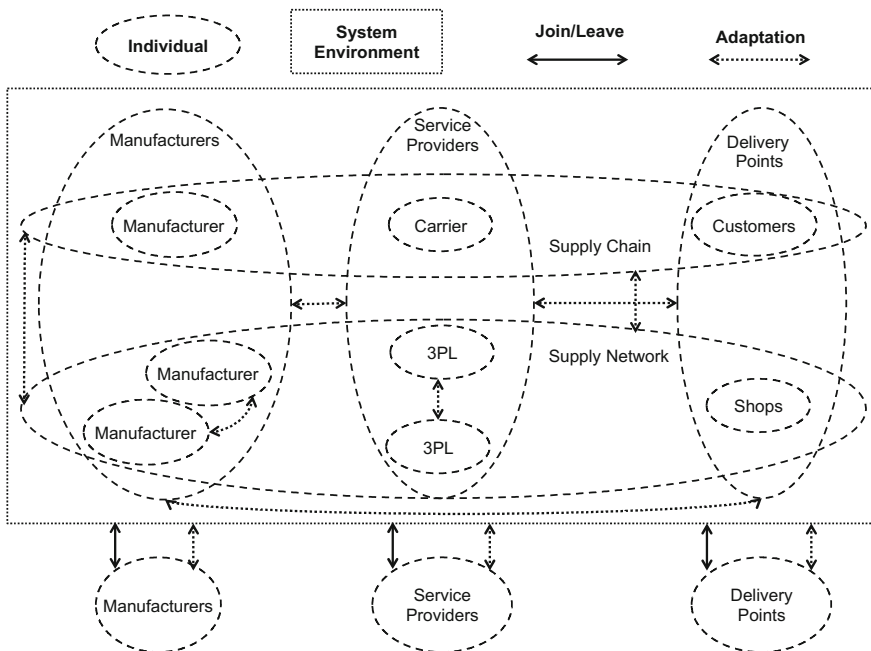 Individual
System
Environment
Join/Leave
Adaptation
Manufacturers
Service
Providers
Delivery
Points
Manufacturer
Carrier
Customers
Supply Chain
3PL
Supply Network
Manufacturer
Shops
Manufacturer
3PL
Manufacturers
Service
Providers
Delivery
Points